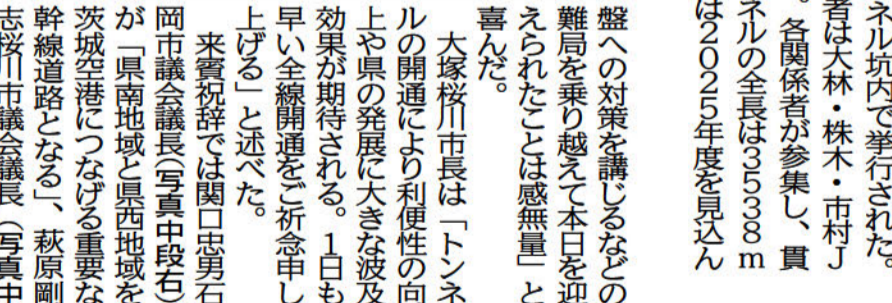 ネル坑内で挙行された。
者は大林・株木・市村J
。各関係者が参集し、貫
ネルの全長は3538m
は2025年度を見込ん
盤への対策を講じるなどの
難局を乗り越えて本日を迎
えられたことは感無量」と
喜んだ。
大塚桜川市長は「トンネ
ルの開通により利便性の向
上や県の発展に大きな波及
効果が期待される。1日も
早い全線開通をご祈念申し
上げる」と述べた。
来賓祝辞では関口忠男石
岡市議会議長(写真中段右)
が「県南地域と県西地域を
茨城空港につなげる重要な
幹線道路となる」、萩原剛
志桜川市議会議長(写真中